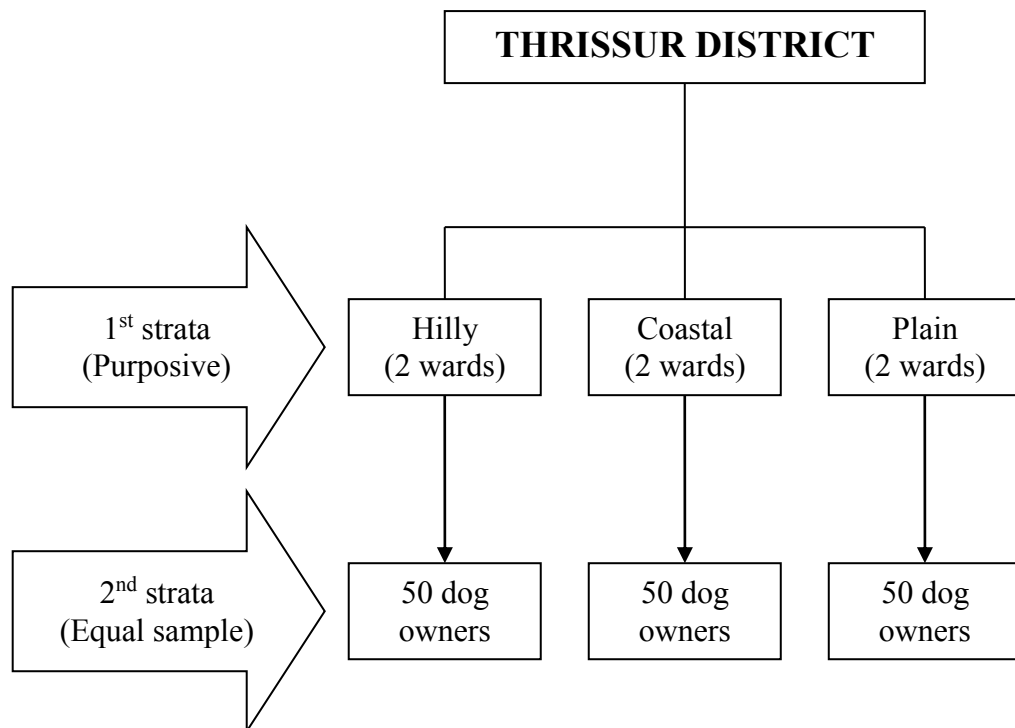 THRISSUR DISTRICT
1st strata
(Purposive)
Hilly
(2 wards)
Coastal
(2 wards)
Plain
(2 wards)
2nd strata
(Equal sample)
50 dog
owners
50 dog
owners
50 dog
owners